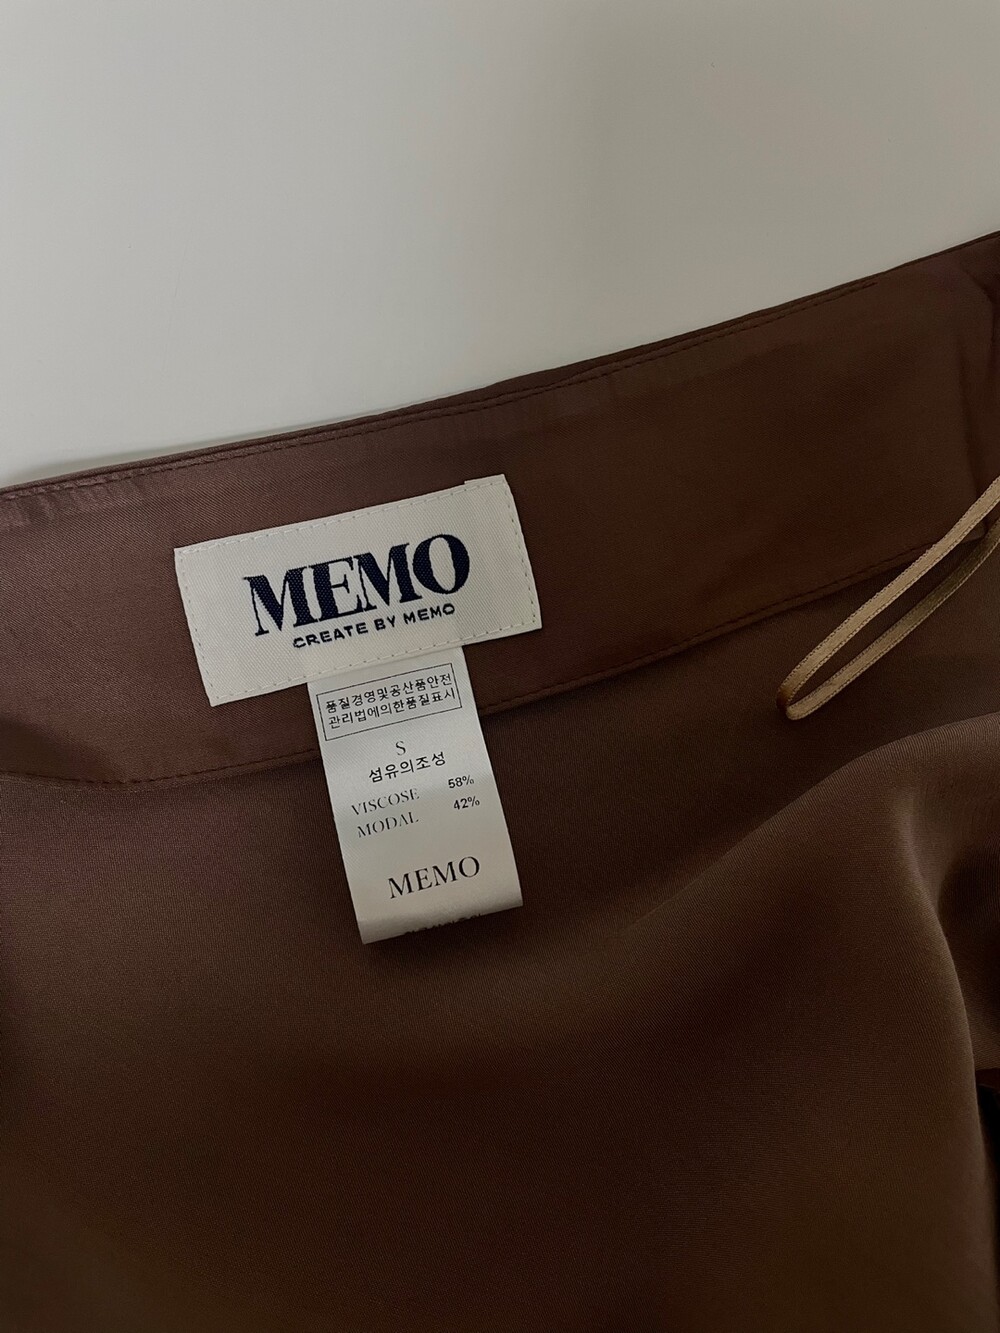 MEMO
CREATE BY MEMO
품질경영및공산품안전
관리법에의한품질표시
S
섬유의조성
VISCOSE 58%
MODAL 42%
MEMO